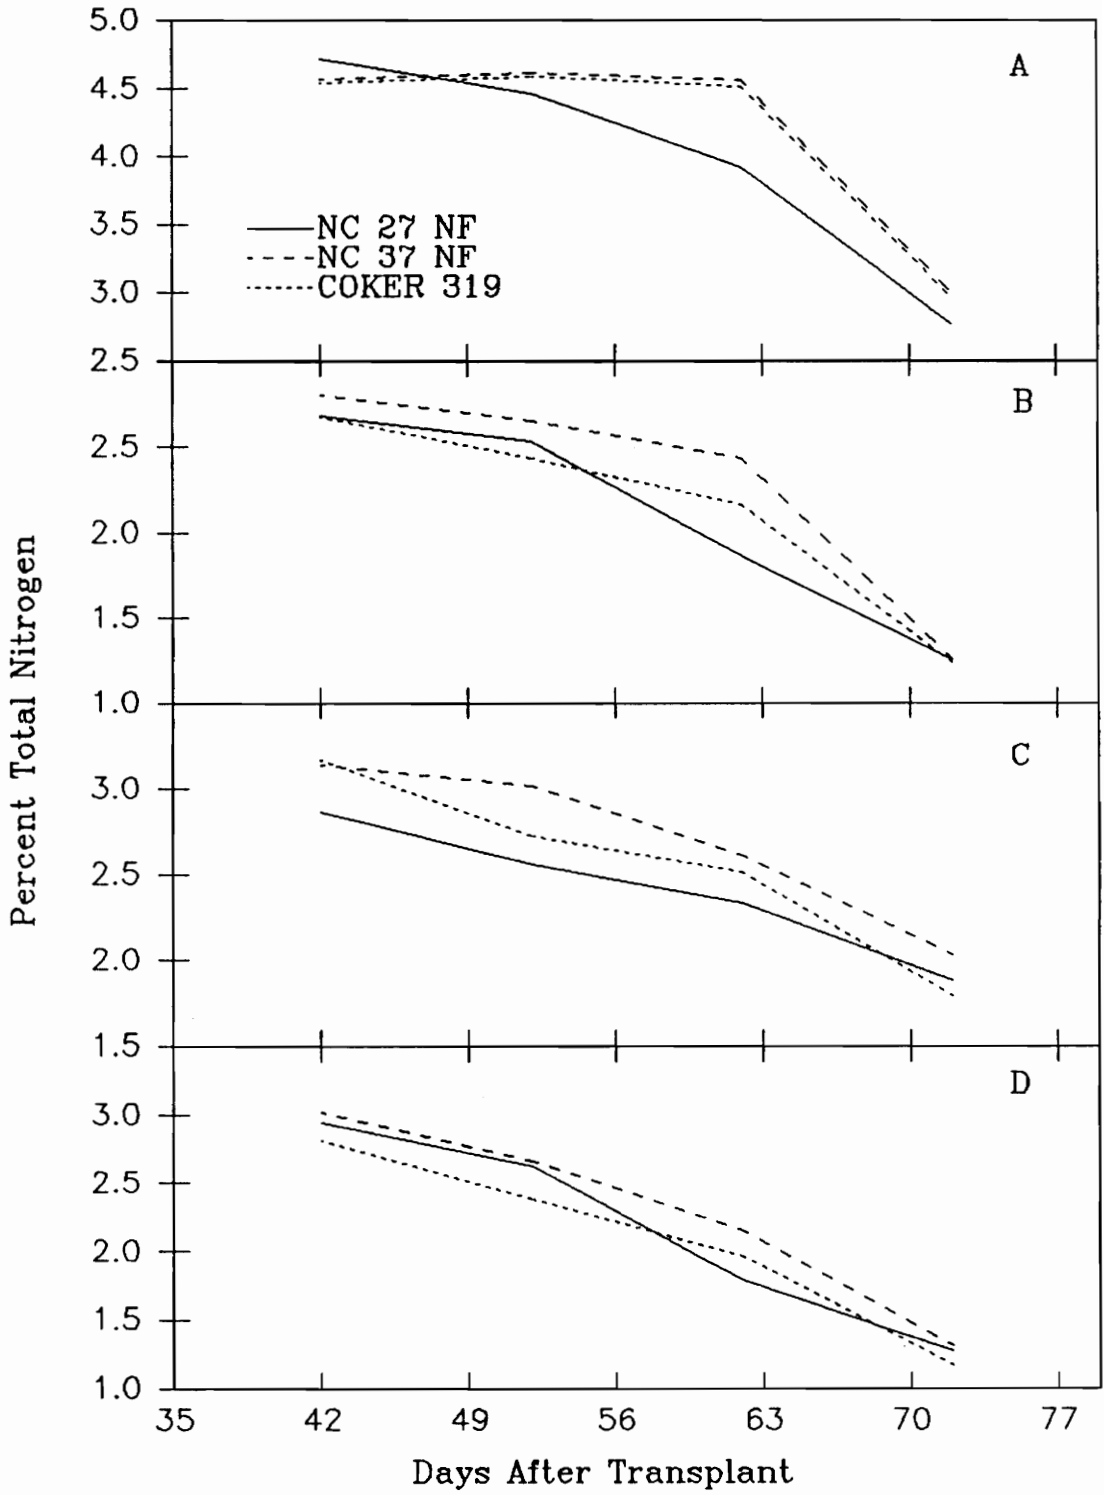 5.0
A
4.5
4.0
3.5
NC 27 NF
NC 37 NF
COKER 319
3.0
2.5
B
2.5
2.0
1.5
1.0
C
3.0
2.5
2.0
1.5
D
3.0
2.5
2.0
1.5
1.0
35 42 49 56 63 70 77
Days After Transplant
Percent Total Nitrogen